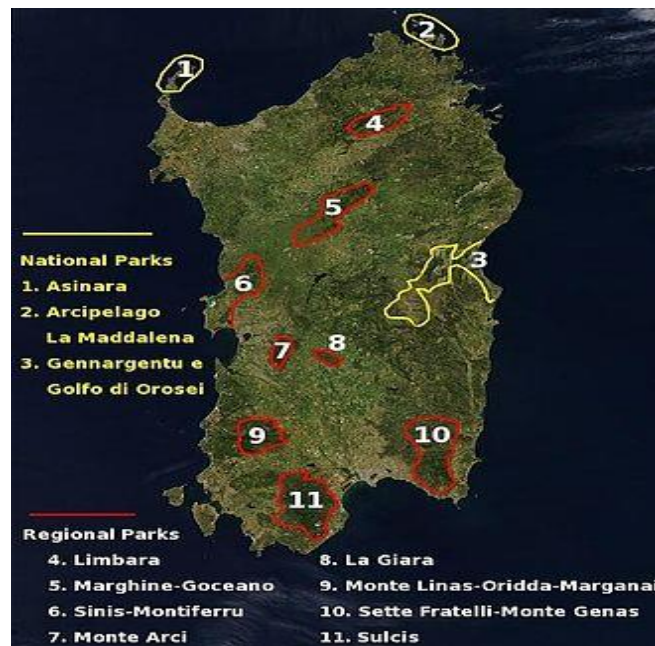 1
2
4
5
3
6
7
8
9
10
11
National Parks
1. Asinara
2. Arcipelago
La Maddalena
3. Gennargentu e
Golfo di Orosei
Regional Parks
4. Limbara
5. Marghine-Goceano
6. Sinis-Montiferru
7. Monte Arci
8. La Giara
9. Monte Linas-Oridda-Marganai
10. Sette Fratelli-Monte Genas
11. Sulcis